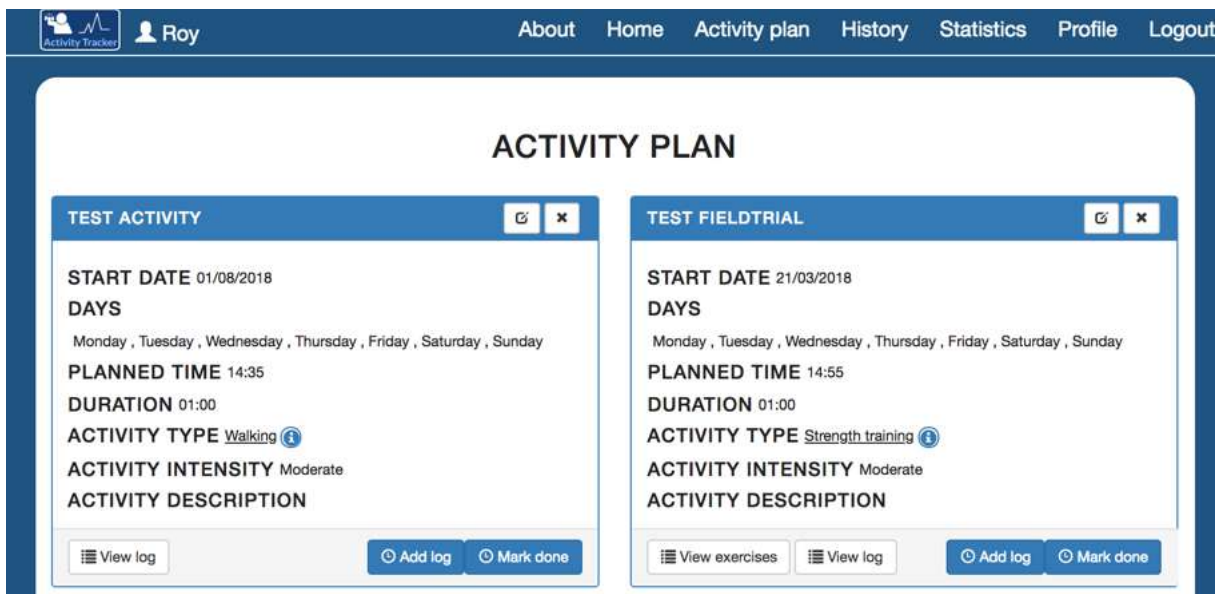 Activity Tracker
Roy
About Home Activity plan History Statistics Profile Logout
ACTIVITY PLAN
TEST ACTIVITY
START DATE 01/08/2018
DAYS
Monday , Tuesday , Wednesday , Thursday , Friday , Saturday , Sunday
PLANNED TIME 14:35
DURATION 01:00
ACTIVITY TYPE Walking
ACTIVITY INTENSITY Moderate
ACTIVITY DESCRIPTION
View log Add log Mark done
TEST FIELDTRIAL
START DATE 21/03/2018
DAYS
Monday , Tuesday , Wednesday , Thursday , Friday , Saturday , Sunday
PLANNED TIME 14:55
DURATION 01:00
ACTIVITY TYPE Strength training
ACTIVITY INTENSITY Moderate
ACTIVITY DESCRIPTION
View exercises View log Add log Mark done